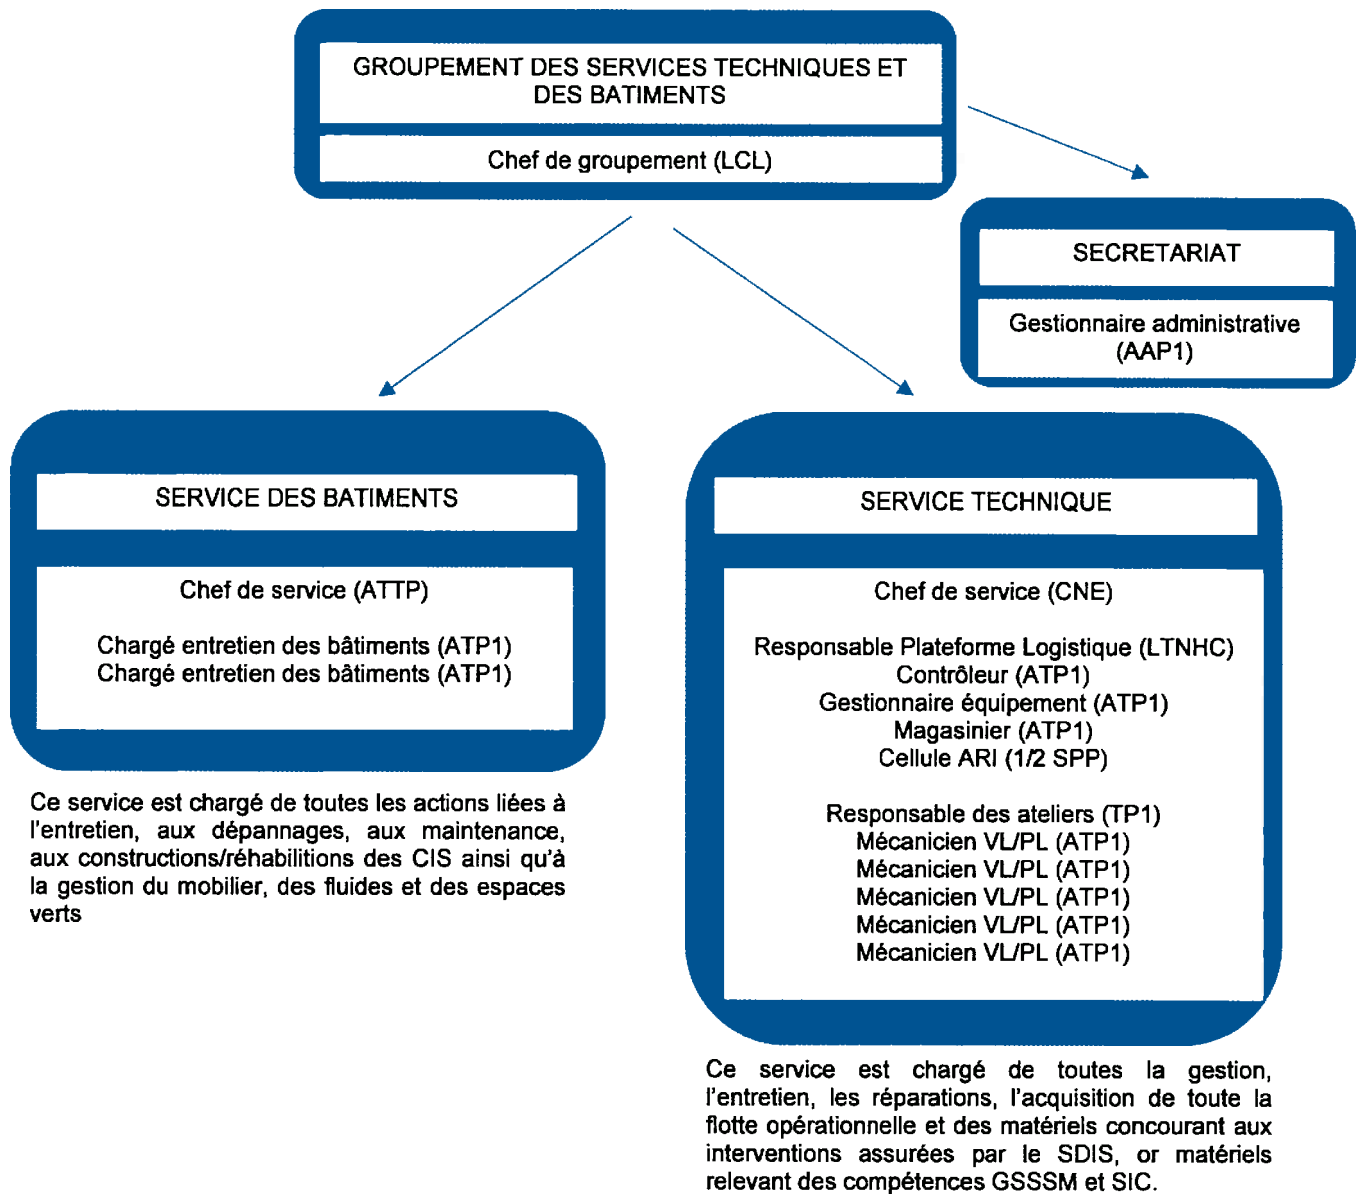 GROUPEMENT DES SERVICES TECHNIQUES ET
DES BATIMENTS
Chef de groupement (LCL)
SECRETARIAT
Gestionnaire administrative
(AAP1)
SERVICE DES BATIMENTS
Chef de service (ATTP)
Chargé entretien des bâtiments (ATP1)
Chargé entretien des bâtiments (ATP1)
Ce service est chargé de toutes les actions liées à
l'entretien, aux dépannages, aux maintenance,
aux constructions/réhabilitions des CIS ainsi qu'à
la gestion du mobilier, des fluides et des espaces
verts
SERVICE TECHNIQUE
Chef de service (CNE)
Responsable Plateforme Logistique (LTNHC)
Contrôleur (ATP1)
Gestionnaire équipement (ATP1)
Magasinier (ATP1)
Cellule ARI (1/2 SPP)
Responsable des ateliers (TP1)
Mécanicien VL/PL (ATP1)
Mécanicien VL/PL (ATP1)
Mécanicien VL/PL (ATP1)
Mécanicien VL/PL (ATP1)
Mécanicien VL/PL (ATP1)
Ce service est chargé de toutes la gestion,
l'entretien, les réparations, l'acquisition de toute la
flotte opérationnelle et des matériels concourant aux
interventions assurées par le SDIS, or matériels
relevant des compétences GSSSM et SIC.